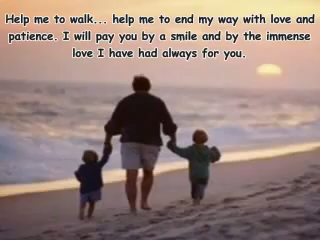 Help me to walk... help me to end my way with love and
patience. I will pay you by a smile and by the immense
love I have had always for you.